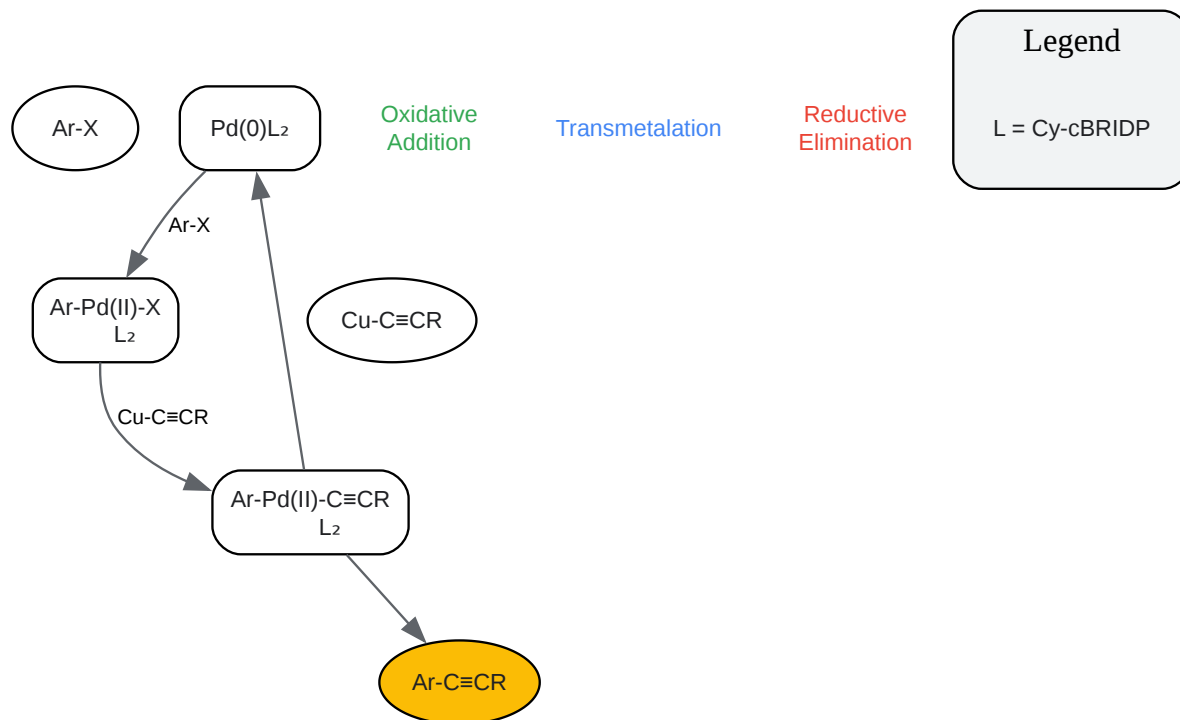 Legend
Ar-X
Pd(0)L₂
Oxidative
Addition
Transmetalation
Reductive
Elimination
L = Cy-cBRIDP
Ar-X
Ar-Pd(II)-X
L₂
Cu-C≡CR
Cu-C≡CR
Ar-Pd(II)-C≡CR
L₂
Ar-C≡CR